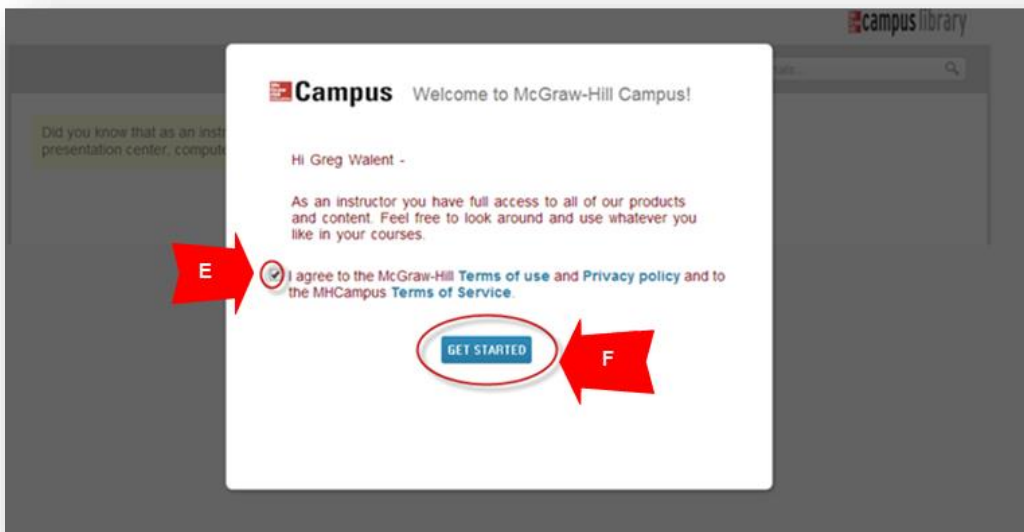 campus library
Campus Welcome to McGraw-Hill Campus!
Did you know that as an
presentation center,
Hi Greg Walent -
As an instructor you have full access to all of our products
and content. Feel free to look around and use whatever you
like in your courses.
E
I agree to the McGraw-Hill Terms of use and Privacy policy and to
the MHCampus Terms of Service.
GET STARTED
F